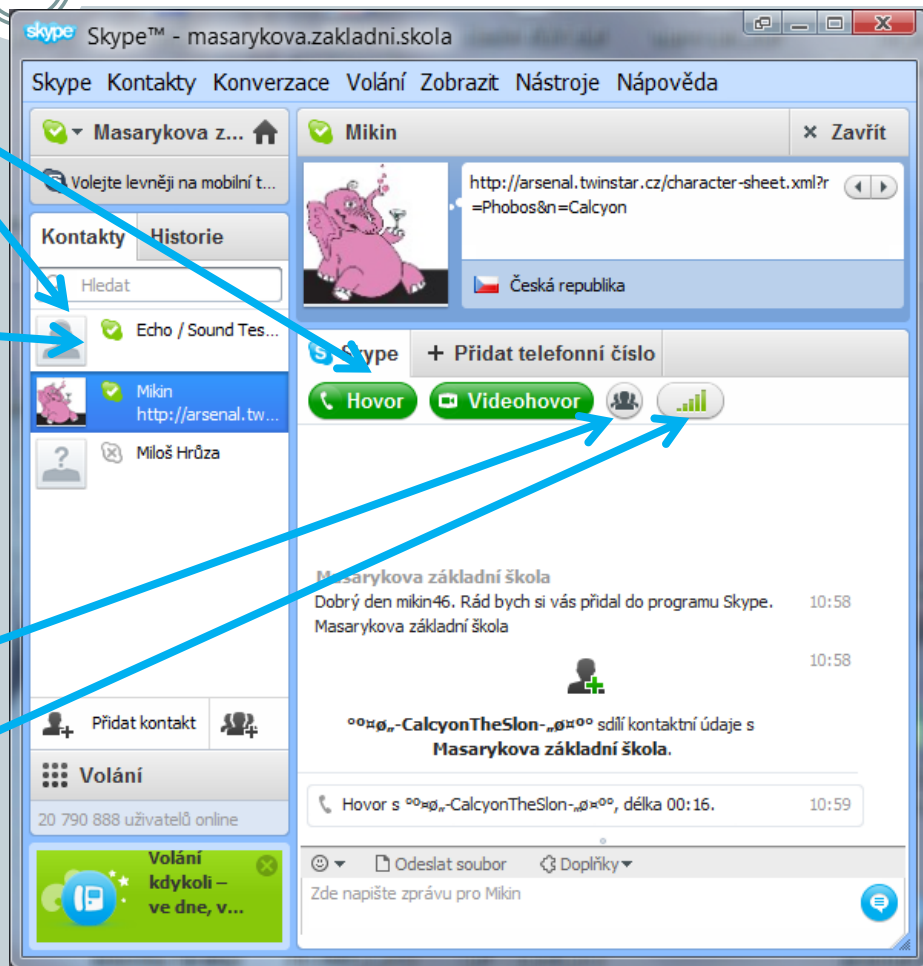 skype Skype™ - masarykova.zakladni.skola
Skype Kontakty Konverzace Volání Zobrazit Nástroje Nápověda
Masarykova z...
Volejte levněji na mobilní t...
Kontakty Historie
Hledat
Echo / Sound Tes...
Mikin
http://arsenal.tw...
Miloš Hrůza
Přidat kontakt
Volání
20 790 888 uživatelů online
Volání
kdykoli –
ve dne, v...
Mikin × Zavřít
http://arsenal.twinstar.cz/character-sheet.xml?r
=Phobos&n=Calcyon
Česká republika
Skype + Přidat telefonní číslo
Hovor Videohovor
Masarykova základní škola
Dobrý den mikin46. Rád bych si vás přidal do programu Skype. 10:58
Masarykova základní škola
10:58
°º¤ø„-CalcyonTheSlon-„ø¤º° sdílí kontaktní údaje s
Masarykova základní škola.
Hovor s °º¤ø„-CalcyonTheSlon-„ø¤º°, délka 00:16. 10:59
Odeslat soubor Doplňky
Zde napište zprávu pro Mikin